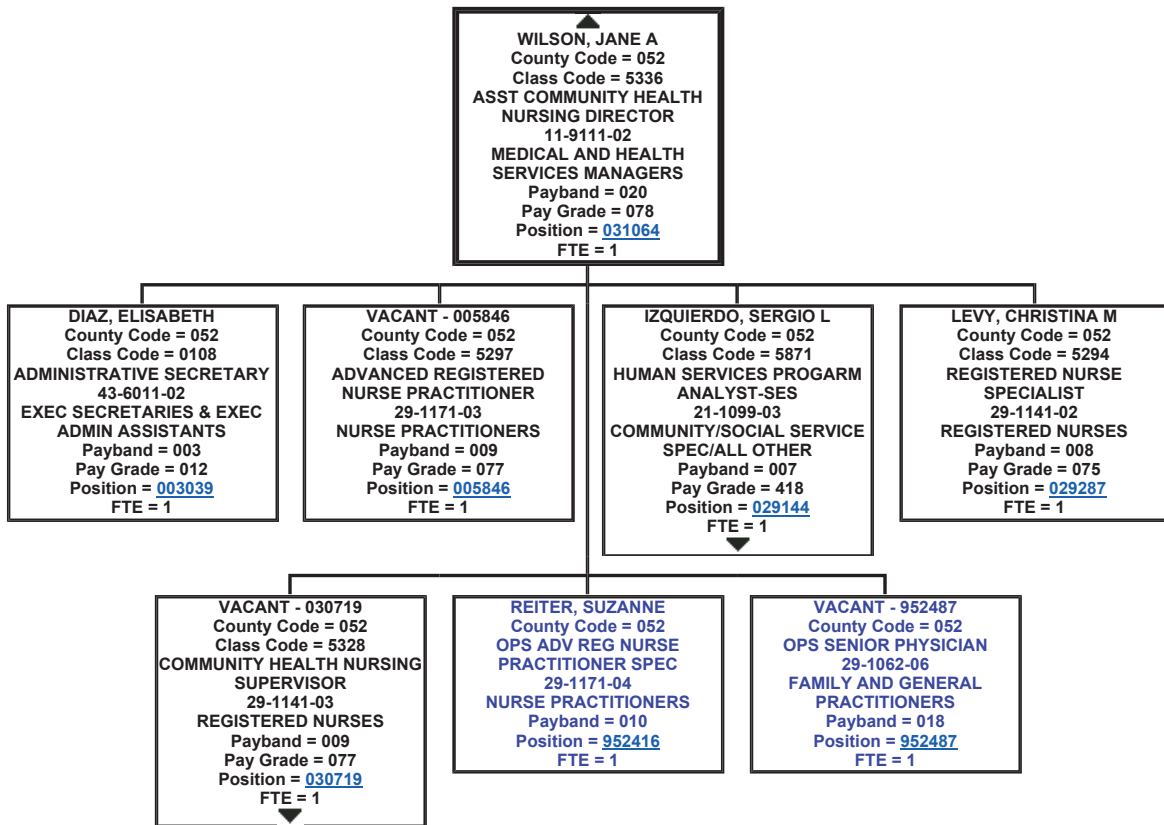 WILSON, JANE A
County Code = 052
Class Code = 5336
ASST COMMUNITY HEALTH
NURSING DIRECTOR
11-9111-02
MEDICAL AND HEALTH
SERVICES MANAGERS
Payband = 020
Pay Grade = 078
Position = 031064
FTE = 1
DIAZ, ELISABETH
County Code = 052
Class Code = 0108
ADMINISTRATIVE SECRETARY
43-6011-02
EXEC SECRETARIES & EXEC
ADMIN ASSISTANTS
Payband = 003
Pay Grade = 012
Position = 003039
FTE = 1
VACANT - 005846
County Code = 052
Class Code = 5297
ADVANCED REGISTERED
NURSE PRACTITIONER
29-1171-03
NURSE PRACTITIONERS
Payband = 009
Pay Grade = 077
Position = 005846
FTE = 1
IZQUIERDO, SERGIO L
County Code = 052
Class Code = 5871
HUMAN SERVICES PROGARM
ANALYST-SES
21-1099-03
COMMUNITY/SOCIAL SERVICE
SPEC/ALL OTHER
Payband = 007
Pay Grade = 418
Position = 029144
FTE = 1
LEVY, CHRISTINA M
County Code = 052
Class Code = 5294
REGISTERED NURSE
SPECIALIST
29-1141-02
REGISTERED NURSES
Payband = 008
Pay Grade = 075
Position = 029287
FTE = 1
VACANT - 030719
County Code = 052
Class Code = 5328
COMMUNITY HEALTH NURSING
SUPERVISOR
29-1141-03
REGISTERED NURSES
Payband = 009
Pay Grade = 077
Position = 030719
FTE = 1
REITER, SUZANNE
County Code = 052
OPS ADV REG NURSE
PRACTITIONER SPEC
29-1171-04
NURSE PRACTITIONERS
Payband = 010
Position = 952416
FTE = 1
VACANT - 952487
County Code = 052
OPS SENIOR PHYSICIAN
29-1062-06
FAMILY AND GENERAL
PRACTITIONERS
Payband = 018
Position = 952487
FTE = 1